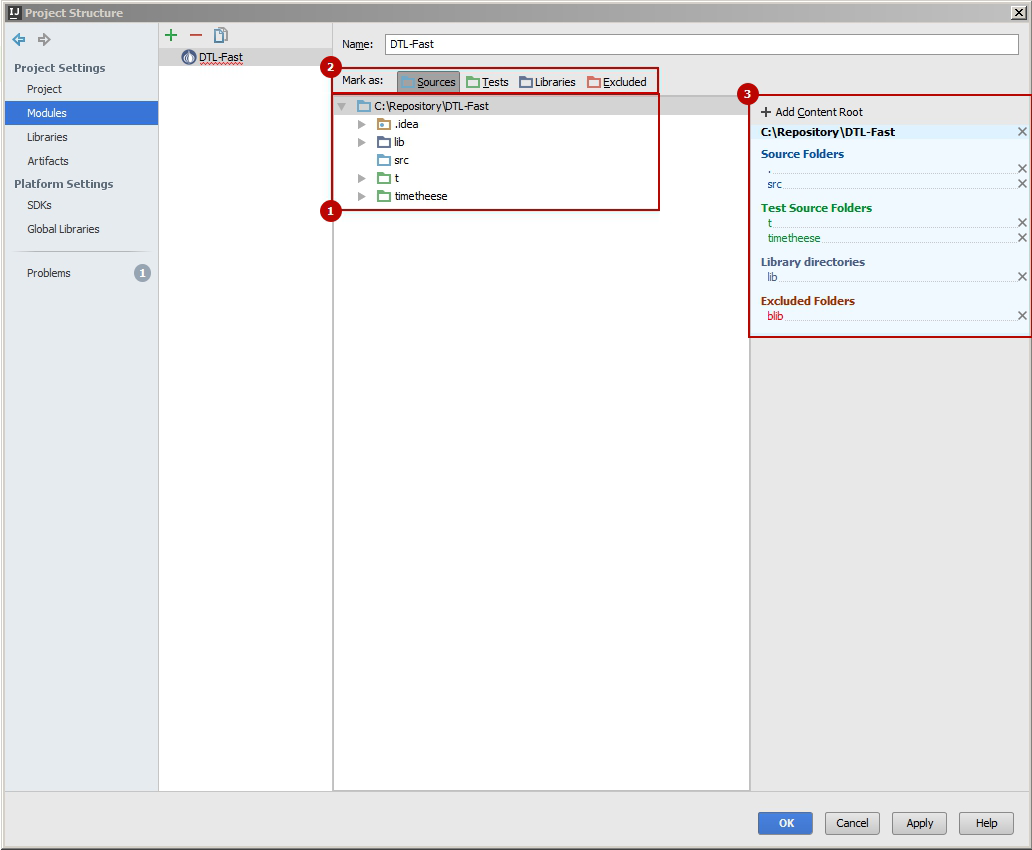 IJ Project Structure
Project Settings
Project
Modules
Libraries
Artifacts
Platform Settings
SDKs
Global Libraries
Problems 1
DTL-Fast
Name: DTL-Fast
2
Mark as: Sources Tests Libraries Excluded
C:\Repository\DTL-Fast
.idea
lib
src
t
timetheese
1
3
+ Add Content Root
C:\Repository\DTL-Fast
Source Folders
.
src
Test Source Folders
t
timetheese
Library directories
lib
Excluded Folders
blib
OK Cancel Apply Help